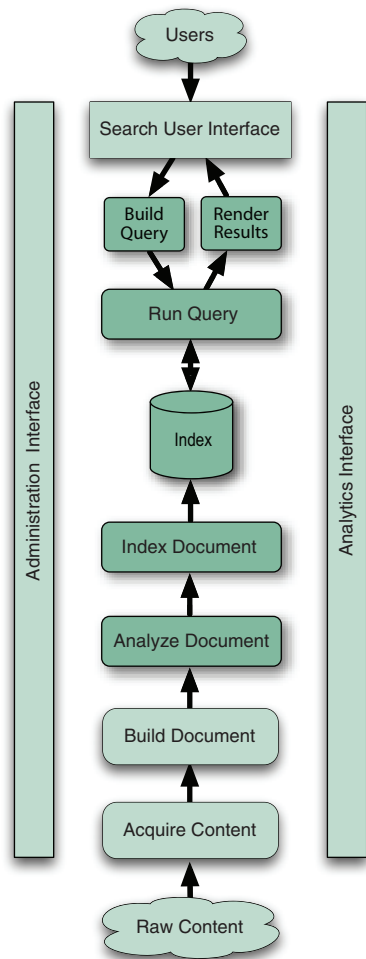 Users
Search User Interface
Build
Query
Render
Results
Run Query
Index
Index Document
Analyze Document
Build Document
Acquire Content
Raw Content
Administration Interface
Analytics Interface